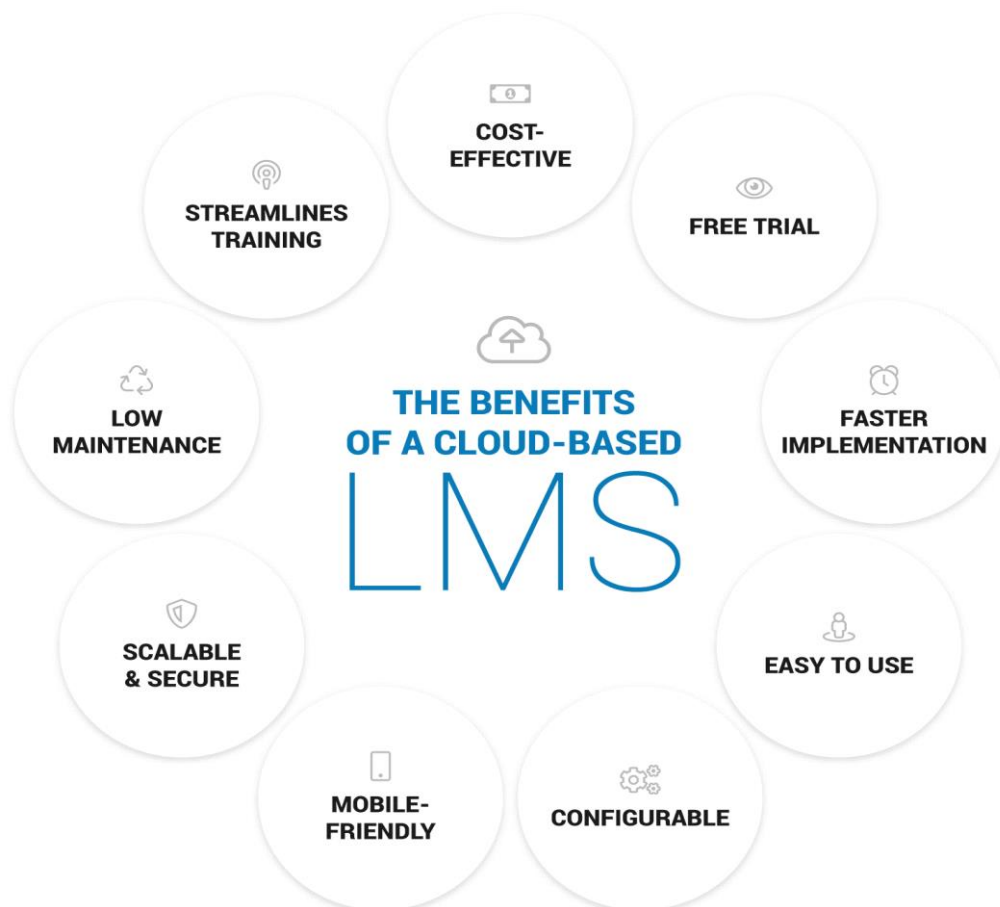 COST-
EFFECTIVE
FREE TRIAL
FASTER
IMPLEMENTATION
EASY TO USE
CONFIGURABLE
MOBILE-
FRIENDLY
SCALABLE
& SECURE
LOW
MAINTENANCE
STREAMLINES
TRAINING
THE BENEFITS
OF A CLOUD-BASED
LMS